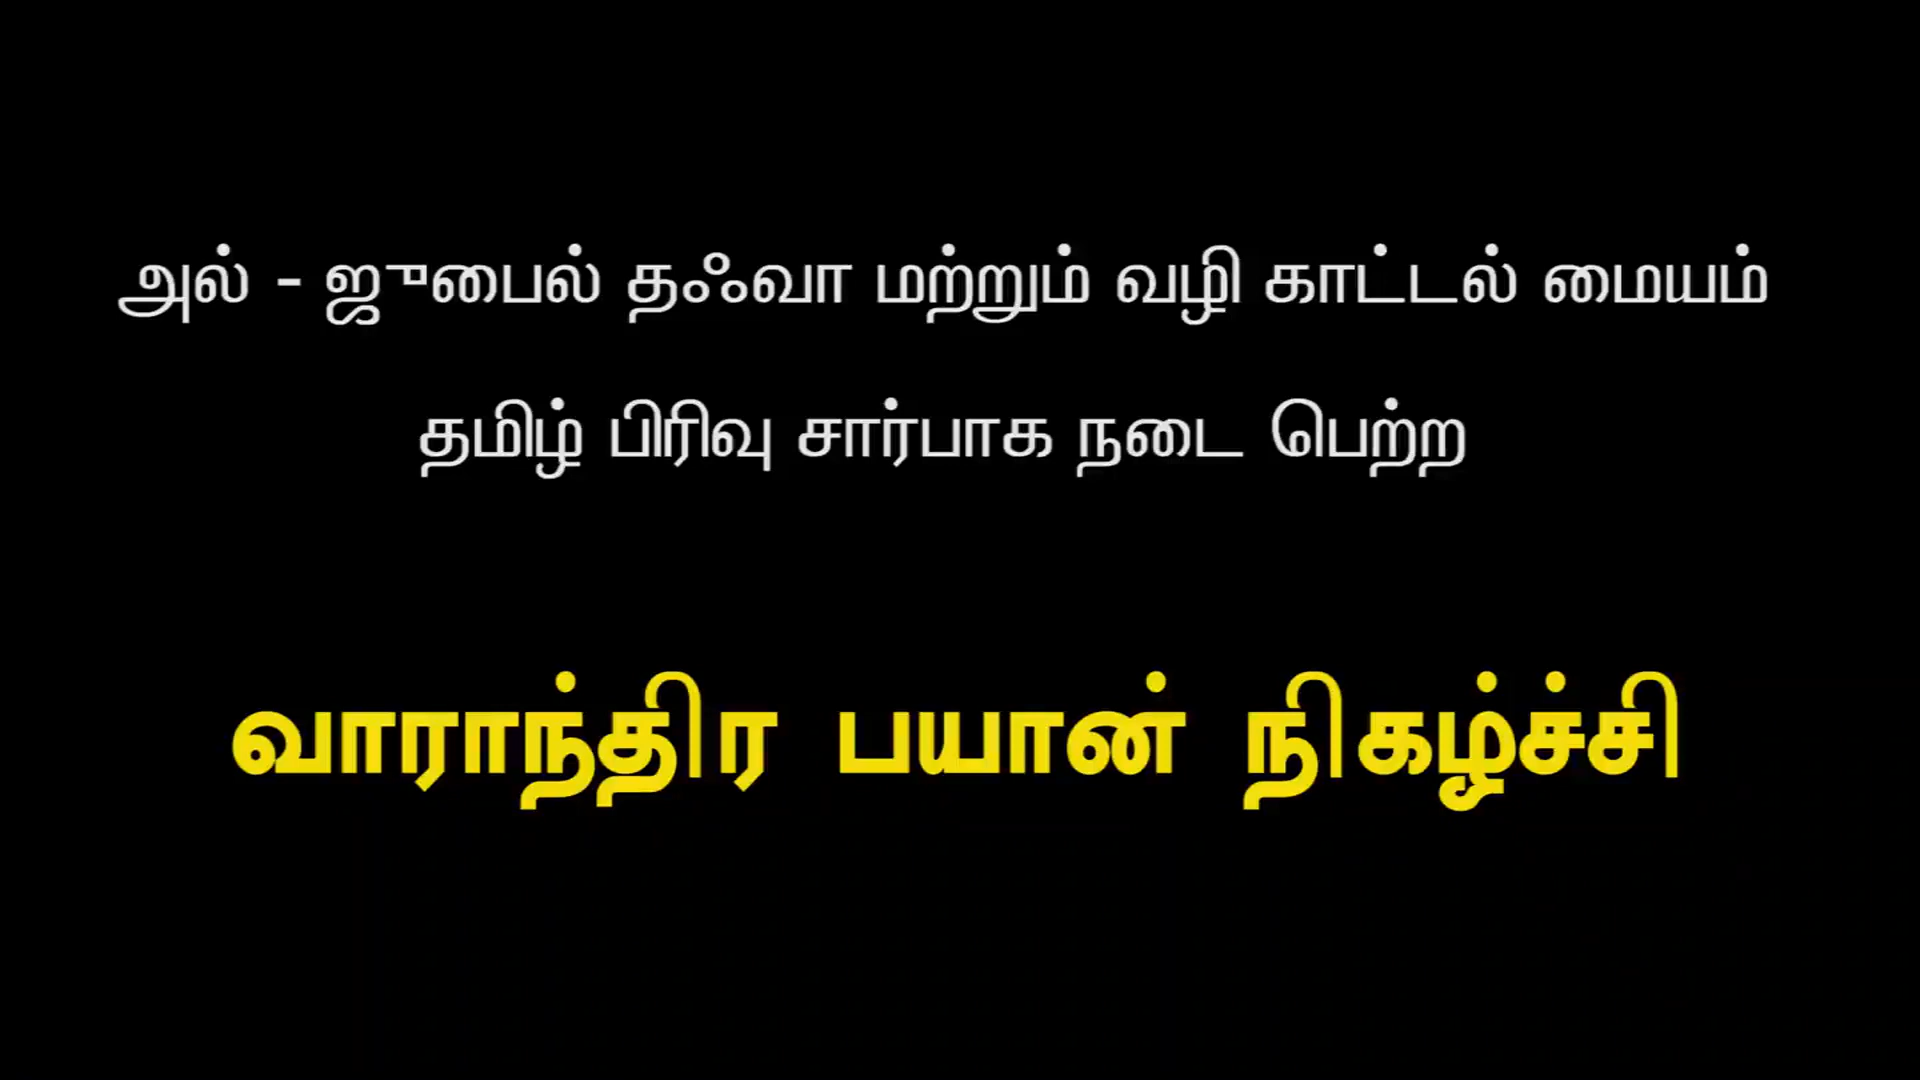 அல் - ஜுபைல் தஃவா மற்றும் வழி காட்டல் மையம்
தமிழ் பிரிவு சார்பாக நடை பெற்ற
வாராந்திர பயான் நிகழ்ச்சி